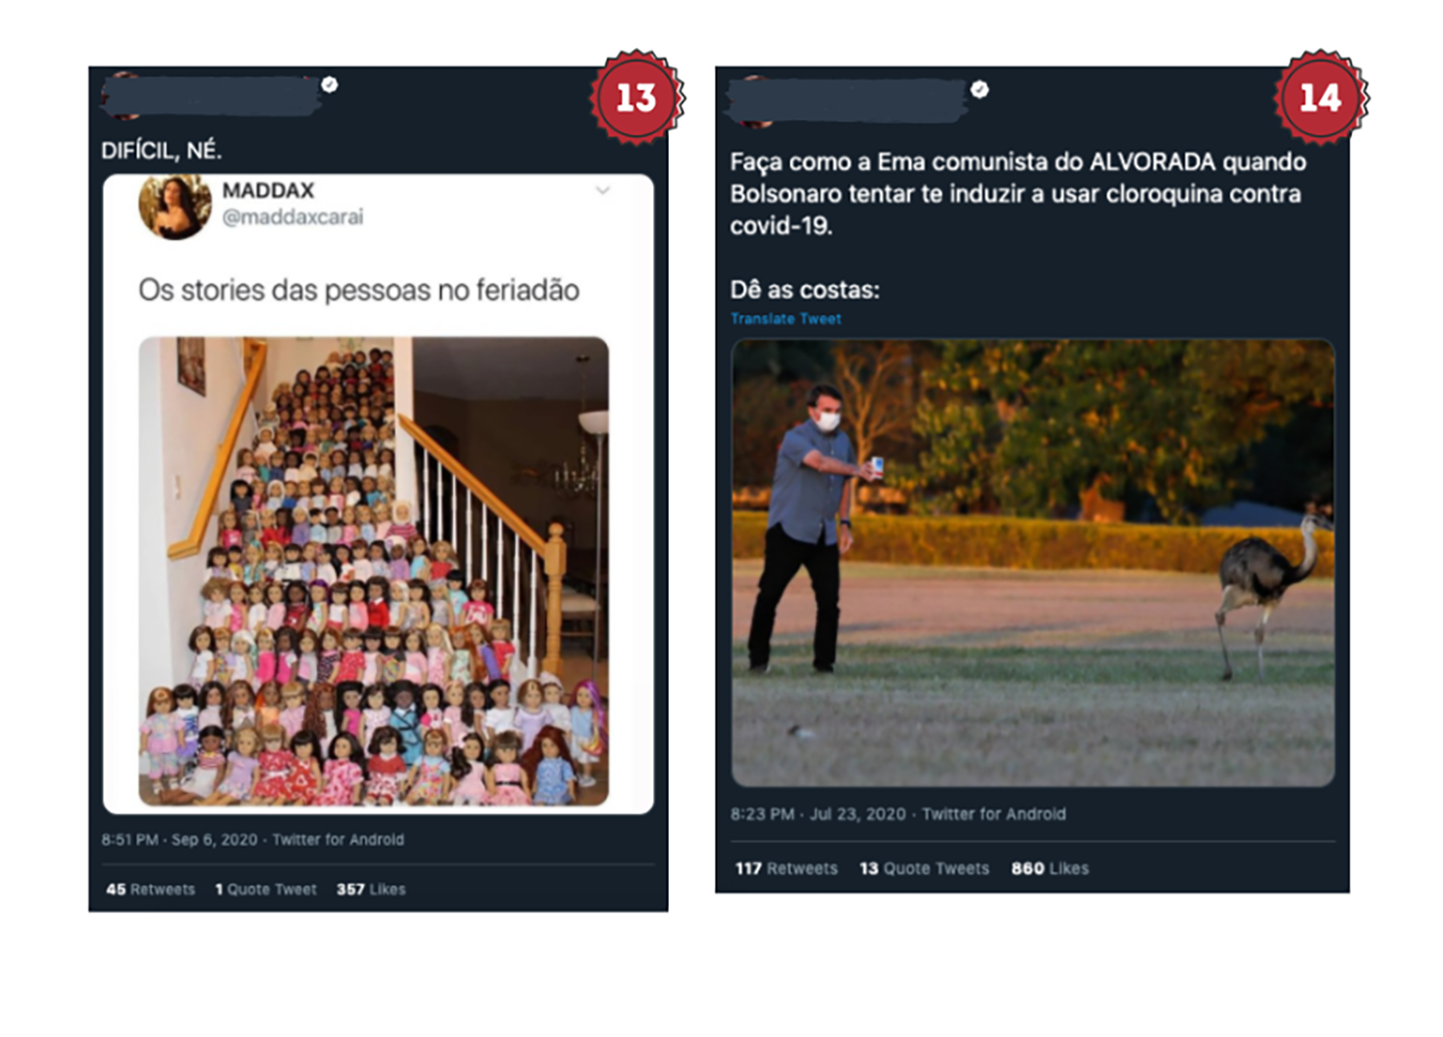 13
DIFÍCIL, NÉ.
MADDAX
@maddaxcarai
Os stories das pessoas no feriadão
8:51 PM · Sep 6, 2020 · Twitter for Android
45 Retweets 1 Quote Tweet 357 Likes
14
Faça como a Ema comunista do ALVORADA quando
Bolsonaro tentar te induzir a usar cloroquina contra
covid-19.
Dê as costas:
Translate Tweet
8:23 PM · Jul 23, 2020 · Twitter for Android
117 Retweets 13 Quote Tweets 860 Likes